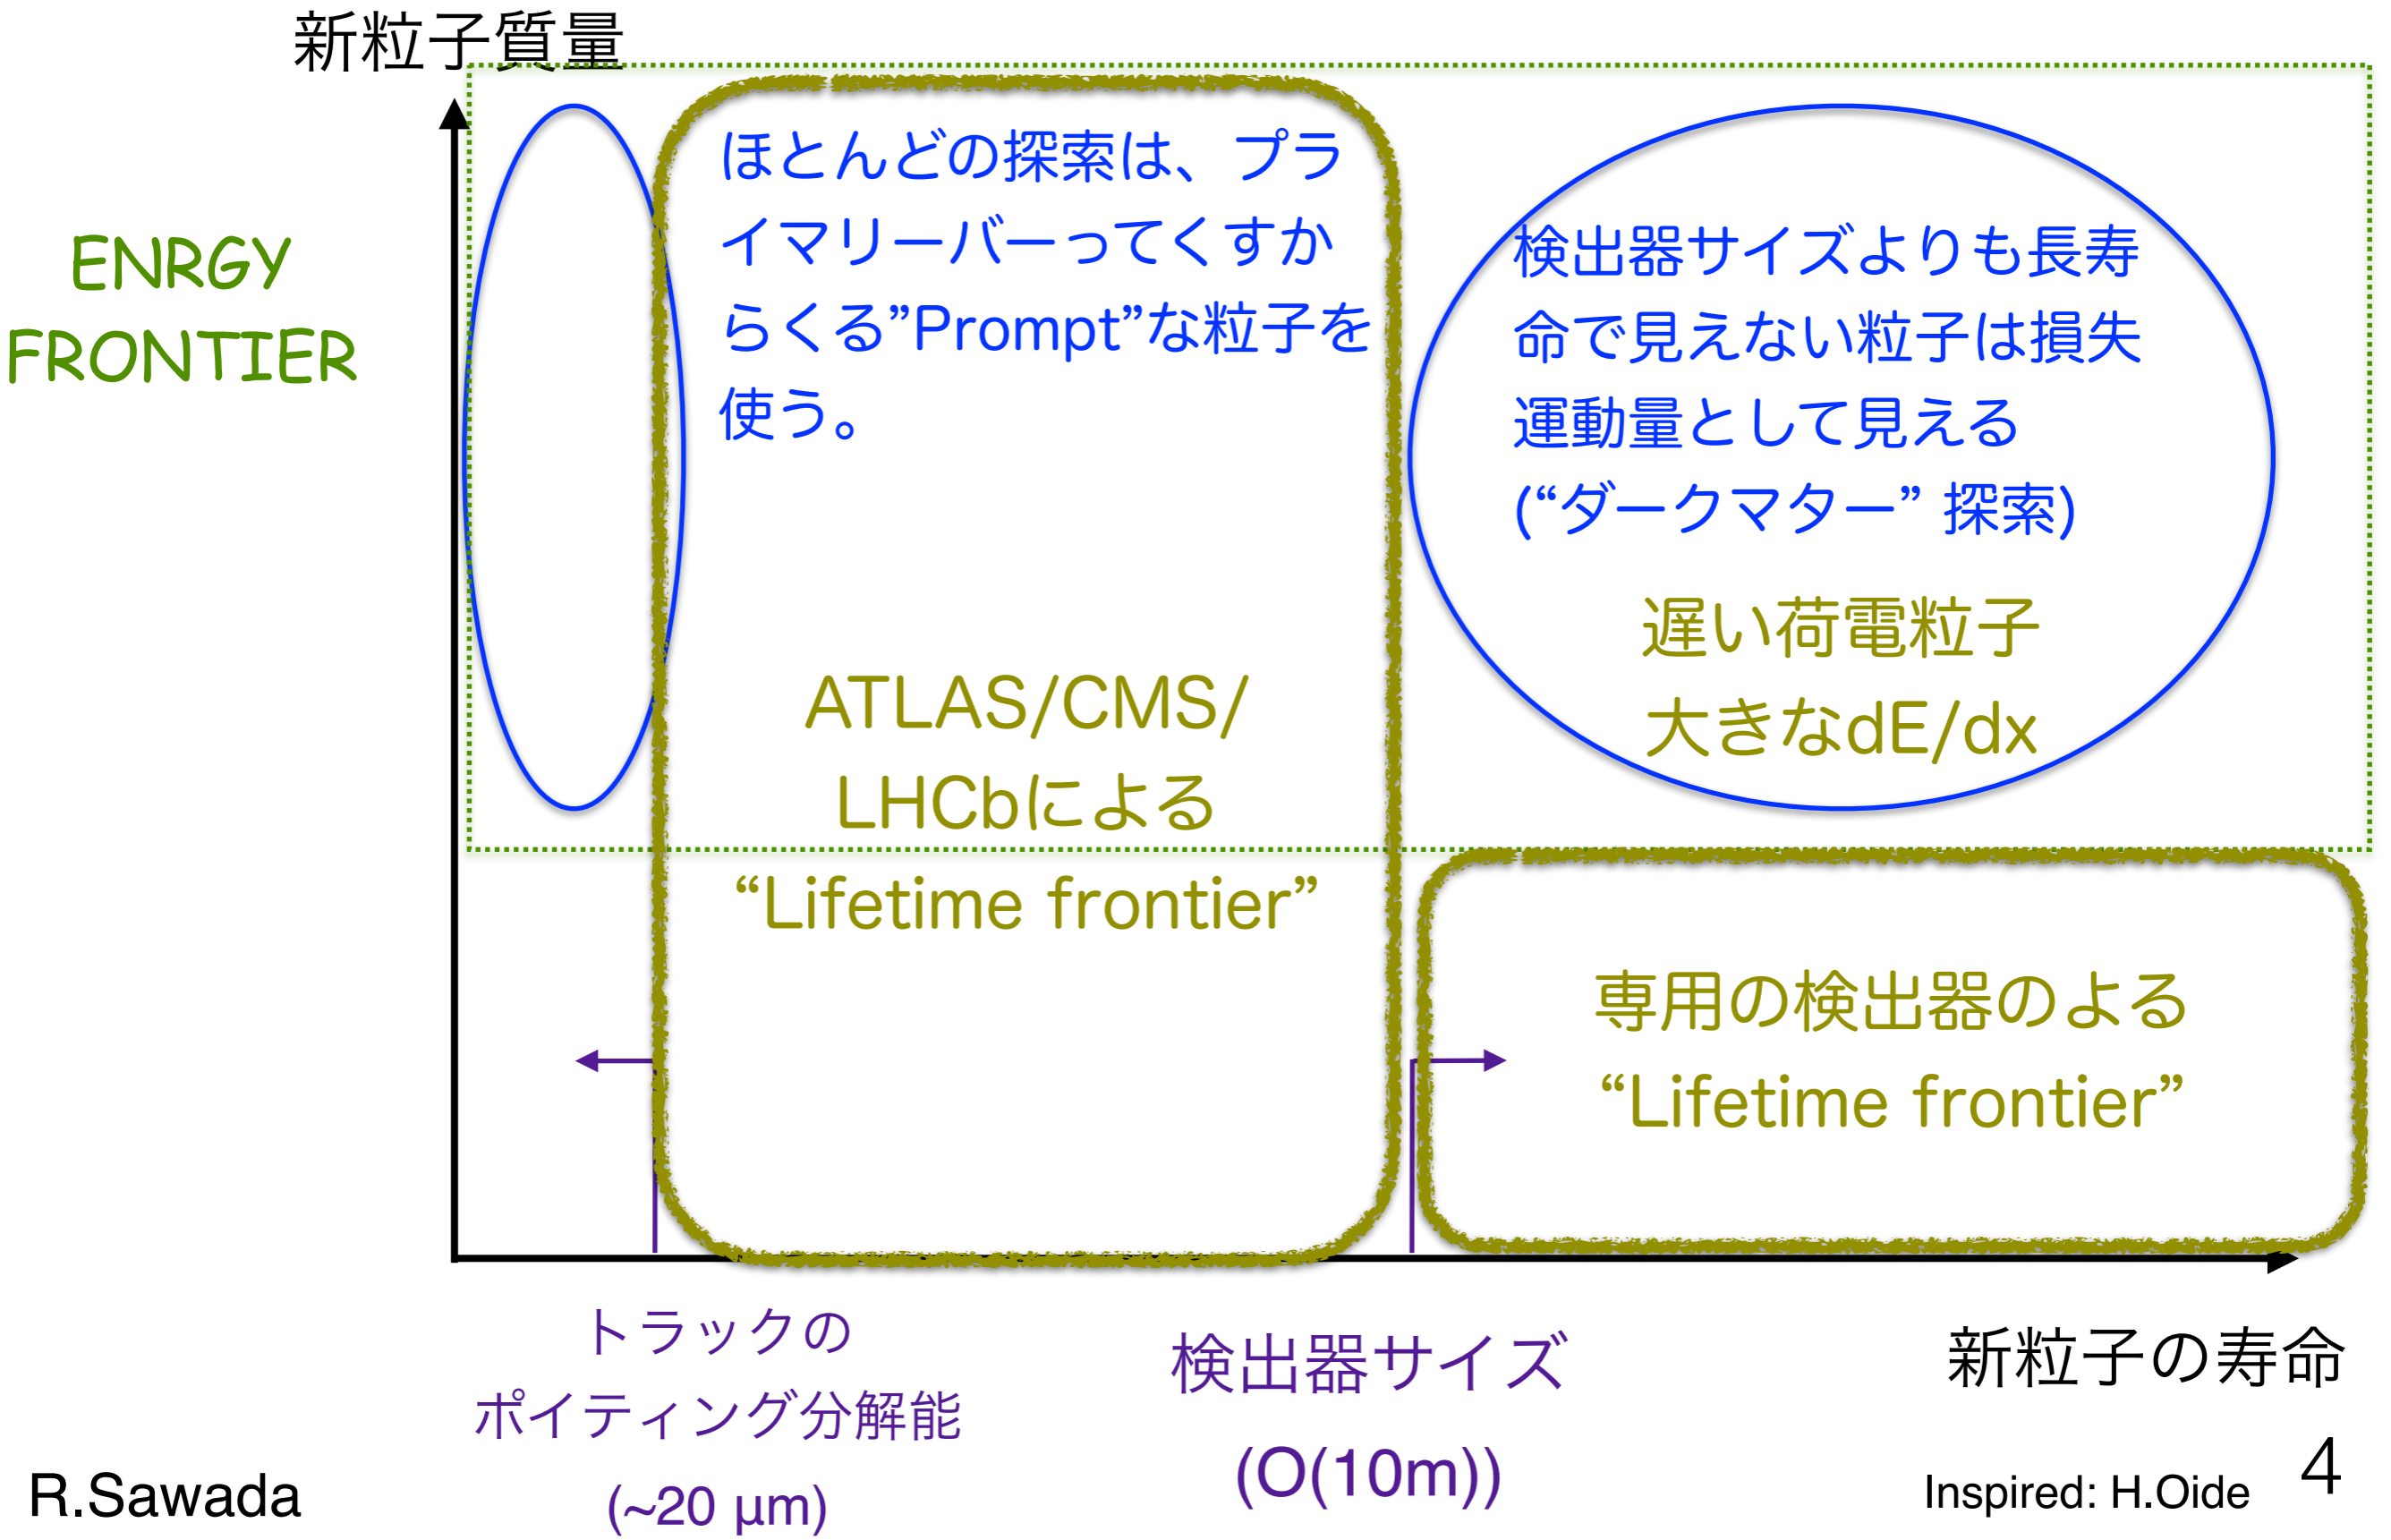 新粒子質量
ENRGY
FRONTIER
ほとんどの探索は、プラ
イマリーバーってくすか
らくる”Prompt”な粒子を
使う。
検出器サイズよりも長寿
命で見えない粒子は損失
運動量として見える
(“ダークマター” 探索)
遅い荷電粒子
大きなdE/dx
ATLAS/CMS/
LHCbによる
“Lifetime frontier”
専用の検出器のよる
“Lifetime frontier”
トラックの
ポイティング分解能
(~20 μm)
検出器サイズ
(O(10m))
新粒子の寿命
R.Sawada
Inspired: H.Oide
4